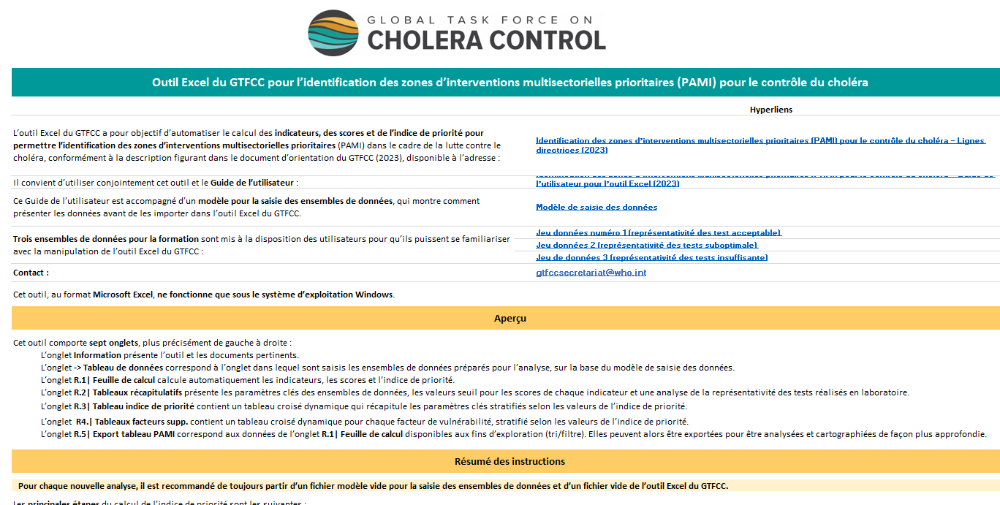 GLOBAL TASK FORCE ON
CHOLERA CONTROL
Outil Excel du GTFCC pour l’identification des zones d’interventions multisectorielles prioritaires (PAMI) pour le contrôle du choléra
Hyperliens
L’outil Excel du GTFCC a pour objectif d’automatiser le calcul des indicateurs, des scores et de l’indice de priorité pour
permettre l’identification des zones d’interventions multisectorielles prioritaires (PAMI) dans le cadre de la lutte contre le
choléra, conformément à la description figurant dans le document d’orientation du GTFCC (2023), disponible à l’adresse :
Identification des zones d’interventions multisectorielles prioritaires (PAMI) pour le contrôle du choléra – Lignes
directrices (2023)
Il convient d’utiliser conjointement cet outil et le Guide de l’utilisateur :
l’utilisateur pour l’outil Excel (2023)
Ce Guide de l’utilisateur est accompagné d’un modèle pour la saisie des ensembles de données, qui montre comment
présenter les données avant de les importer dans l’outil Excel du GTFCC.
Modèle de saisie des données
Trois ensembles de données pour la formation sont mis à la disposition des utilisateurs pour qu’ils puissent se familiariser
avec la manipulation de l’outil Excel du GTFCC :
Jeu données numéro 1 (représentativité des test acceptable)
Jeu données 2 (représentativité des tests suboptimale)
Jeu de données 3 (représentativité des tests insuffisante)
Contact :
gtfccsecretariat@who.int
Cet outil, au format Microsoft Excel, ne fonctionne que sous le système d’exploitation Windows.
Aperçu
Cet outil comporte sept onglets, plus précisément de gauche à droite :
L’onglet Information présente l’outil et les documents pertinents.
L’onglet -> Tableau de données correspond à l’onglet dans lequel sont saisis les ensembles de données préparés pour l’analyse, sur la base du modèle de saisie des données.
L’onglet R.1| Feuille de calcul calcule automatiquement les indicateurs, les scores et l’indice de priorité.
L’onglet R.2| Tableaux récapitulatifs présente les paramètres clés des ensembles de données, les valeurs seuil pour les scores de chaque indicateur et une analyse de la représentativité des tests réalisés en laboratoire.
L’onglet R.3| Tableau indice de priorité contient un tableau croisé dynamique qui récapitule les paramètres clés stratifiés selon les valeurs de l’indice de priorité.
L’onglet R4.| Tableaux facteurs supp. contient un tableau croisé dynamique pour chaque facteur de vulnérabilité, stratifié selon les valeurs de l’indice de priorité.
L’onglet R.5| Export tableau PAMI correspond aux données de l’onglet R.1| Feuille de calcul disponibles aux fins d’exploration (tri/filtre). Elles peuvent alors être exportées pour être analysées et cartographiées de façon plus approfondie.
Résumé des instructions
Pour chaque nouvelle analyse, il est recommandé de toujours partir d’un fichier modèle vide pour la saisie des ensembles de données et d’un fichier vide de l’outil Excel du GTFCC.
Les principales étapes du calcul de l’indice de priorité sont les suivantes :